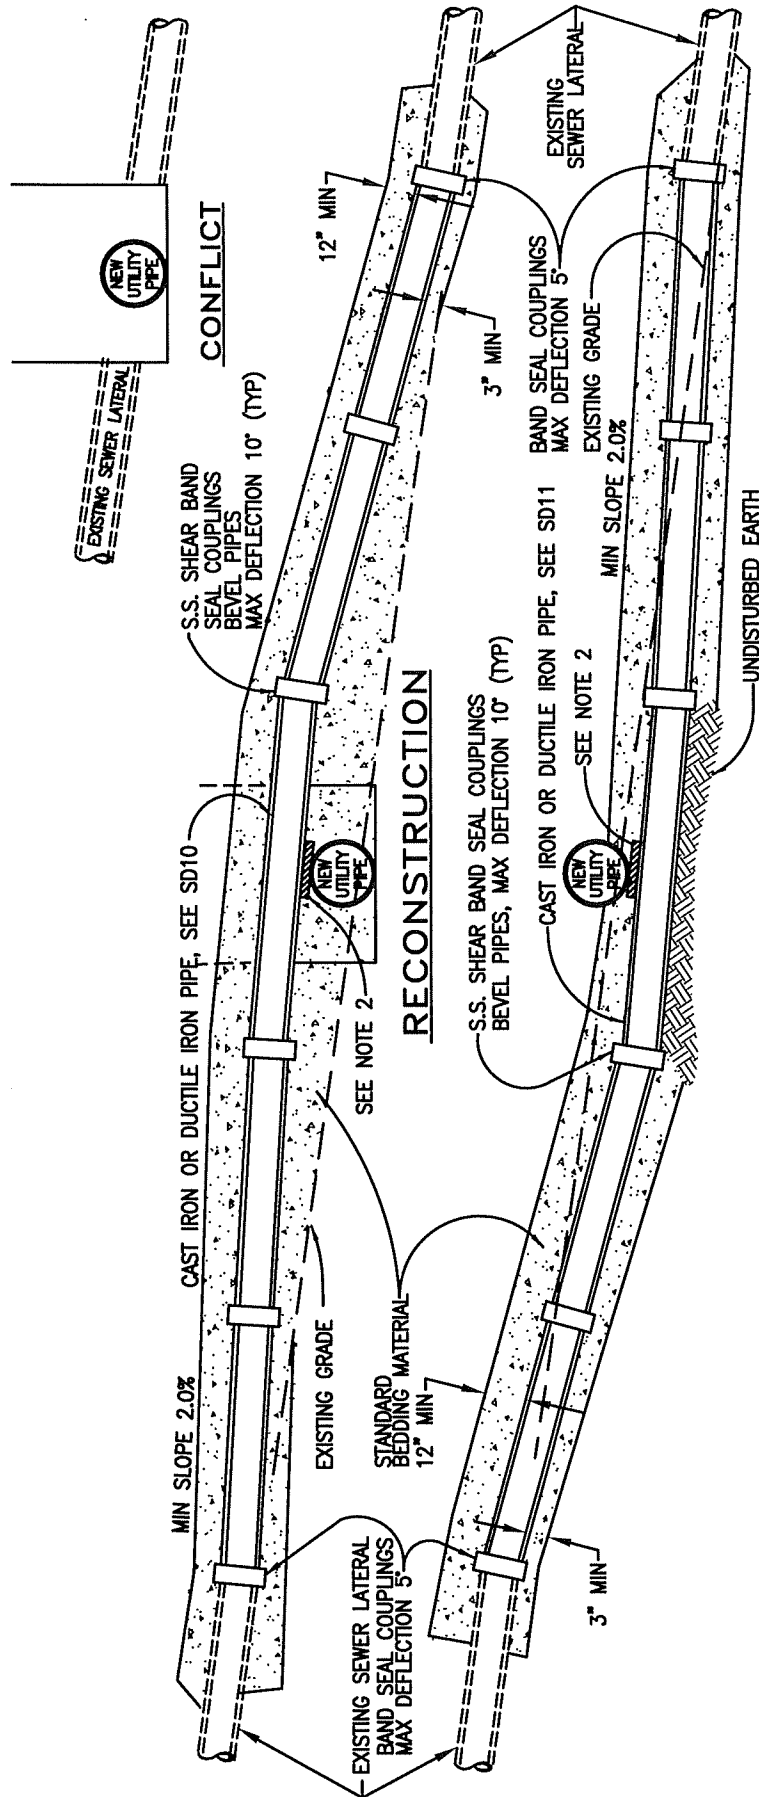 EXISTING SEWER LATERAL
NEW
UTILITY
PIPE
CONFLICT
MIN SLOPE 2.0%
CAST IRON OR DUCTILE IRON PIPE, SEE SD10
S.S. SHEAR BAND
SEAL COUPLINGS
BEVEL PIPES
MAX DEFLECTION 10° (TYP)
12" MIN
3" MIN
NEW
UTILITY
PIPE
SEE NOTE 2
EXISTING GRADE
RECONSTRUCTION
EXISTING SEWER LATERAL
BAND SEAL COUPLINGS
MAX DEFLECTION 5°
STANDARD
BEDDING MATERIAL
12" MIN
3" MIN
S.S. SHEAR BAND SEAL COUPLINGS
BEVEL PIPES, MAX DEFLECTION 10° (TYP)
CAST IRON OR DUCTILE IRON PIPE, SEE SD11
SEE NOTE 2
NEW
UTILITY
PIPE
MIN SLOPE 2.0%
BAND SEAL COUPLINGS
MAX DEFLECTION 5°
EXISTING GRADE
EXISTING
SEWER LATERAL
UNDISTURBED EARTH